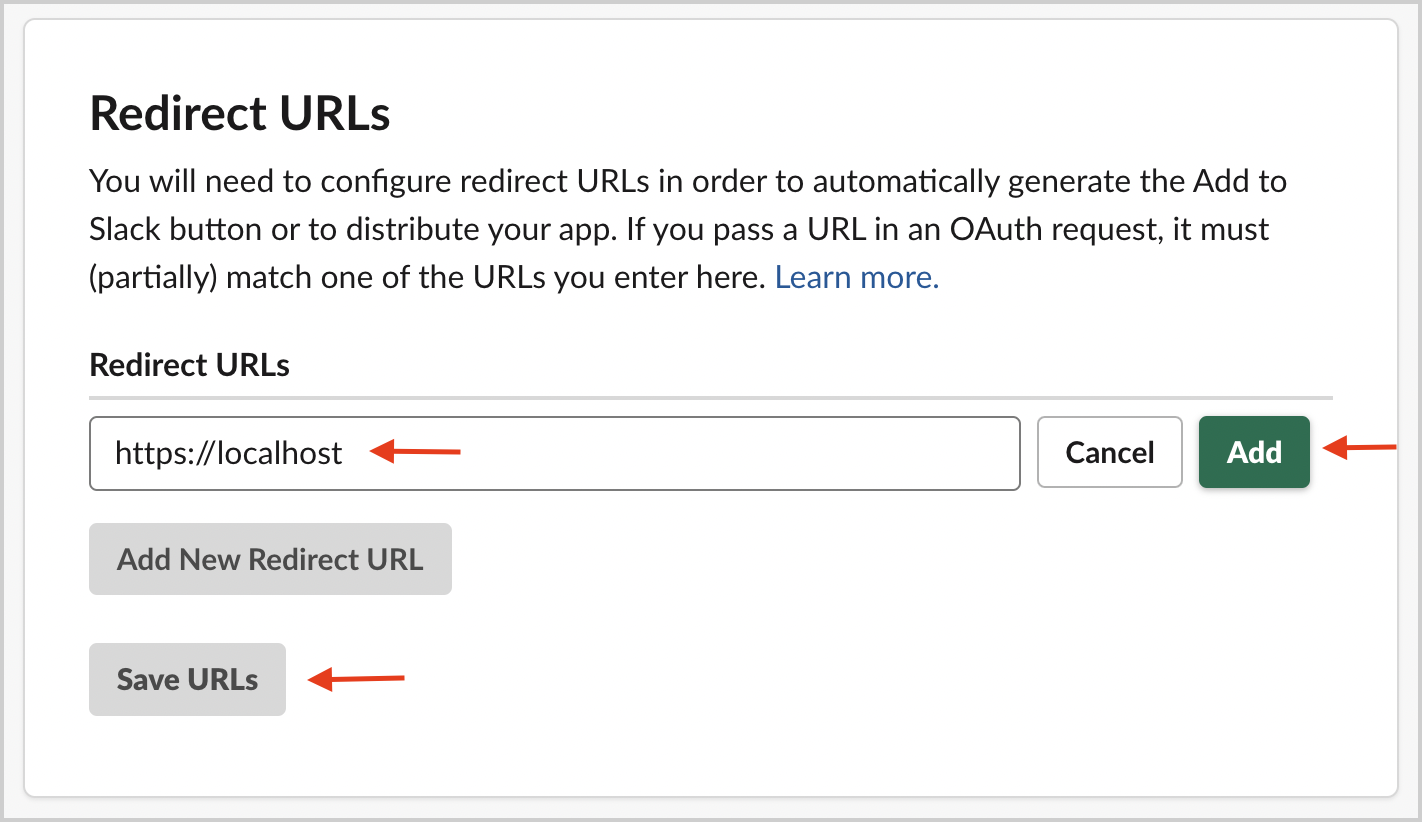 Redirect URLs
You will need to configure redirect URLs in order to automatically generate the Add to
Slack button or to distribute your app. If you pass a URL in an OAuth request, it must
(partially) match one of the URLs you enter here. Learn more.
Redirect URLs
https://localhost
Cancel
Add
Add New Redirect URL
Save URLs